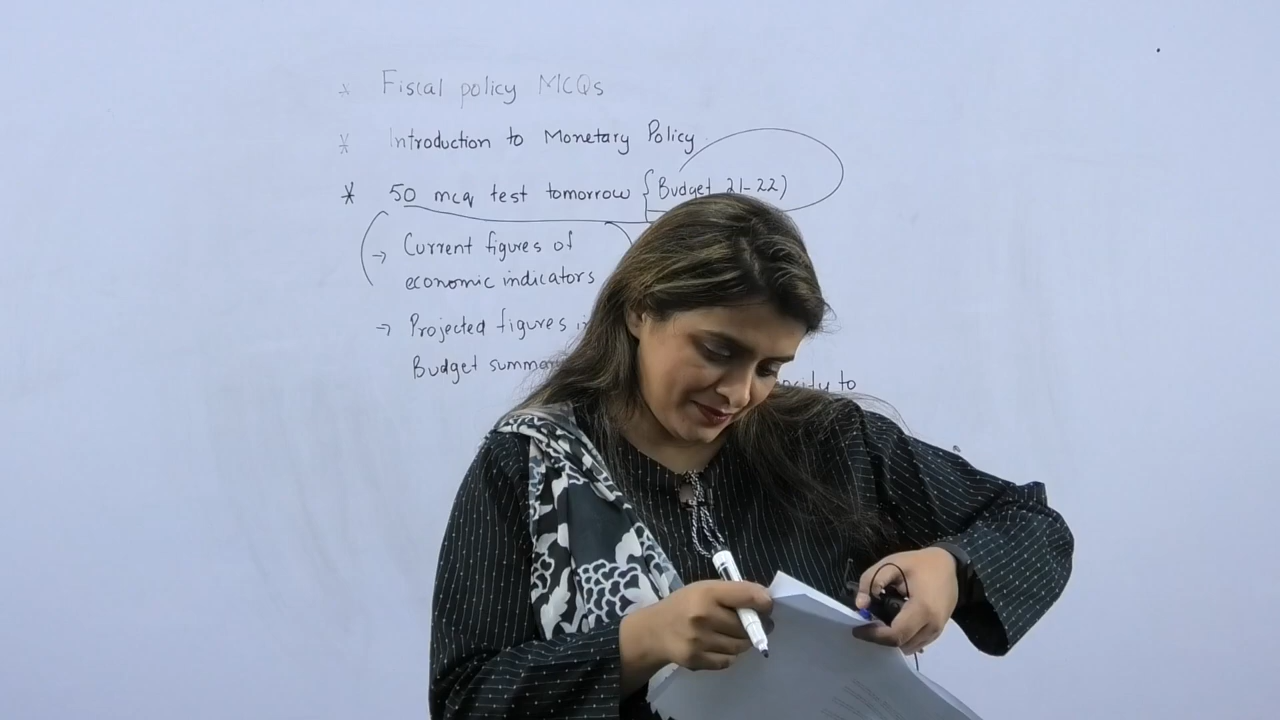 * Fiscal policy MCQs
* Introduction to Monetary Policy
* 50 mcq test tomorrow {Budget 21-22)
→ Current figures of
economic indicators
→ Projected figures
Budget
to